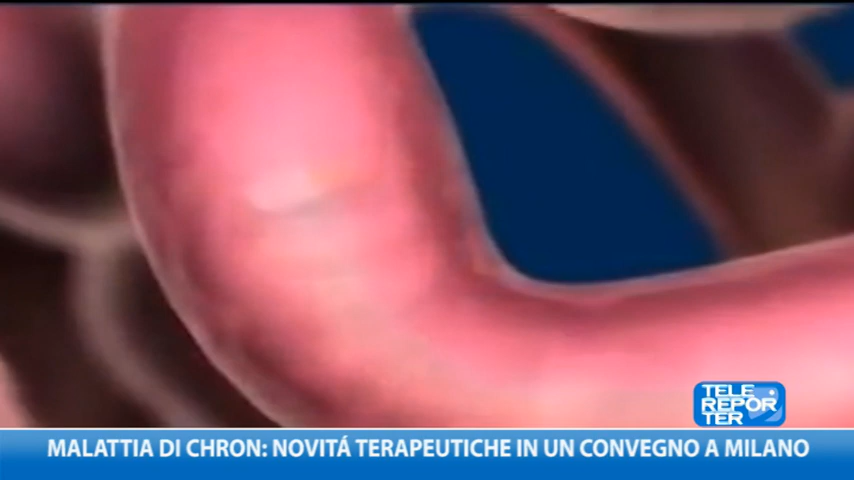 TELE
REPOR
TER
MALATTIA DI CHRON: NOVITÁ TERAPEUTICHE IN UN CONVEGNO A MILANO